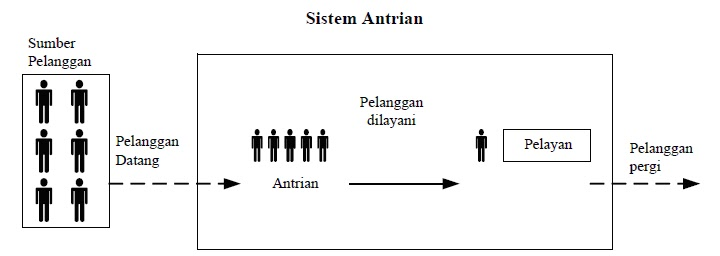 Sistem Antrian
Sumber
Pelanggan
Pelanggan
Datang
Antrian
Pelanggan
dilayani
Pelayan
Pelanggan
pergi